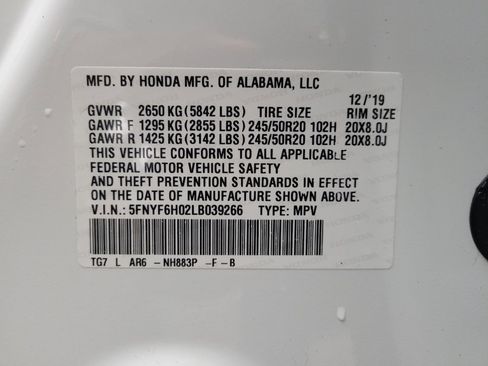 MFD. BY HONDA MFG. OF ALABAMA, LLC
12/'19
GVWR 2650 KG (5842 LBS) TIRE SIZE RIM SIZE
GAWR F 1295 KG (2855 LBS) 245/50R20 102H 20X8.0J
GAWR R 1425 KG (3142 LBS) 245/50R20 102H 20X8.0J
THIS VEHICLE CONFORMS TO ALL APPLICABLE
FEDERAL MOTOR VEHICLE SAFETY
AND THEFT PREVENTION STANDARDS IN EFFECT
ON THE DATE OF MANUFACTURE SHOWN ABOVE.
V.I.N.: 5FNYF6H02LB039266 TYPE: MPV
TG7 L AR6 -NH883P -F-B